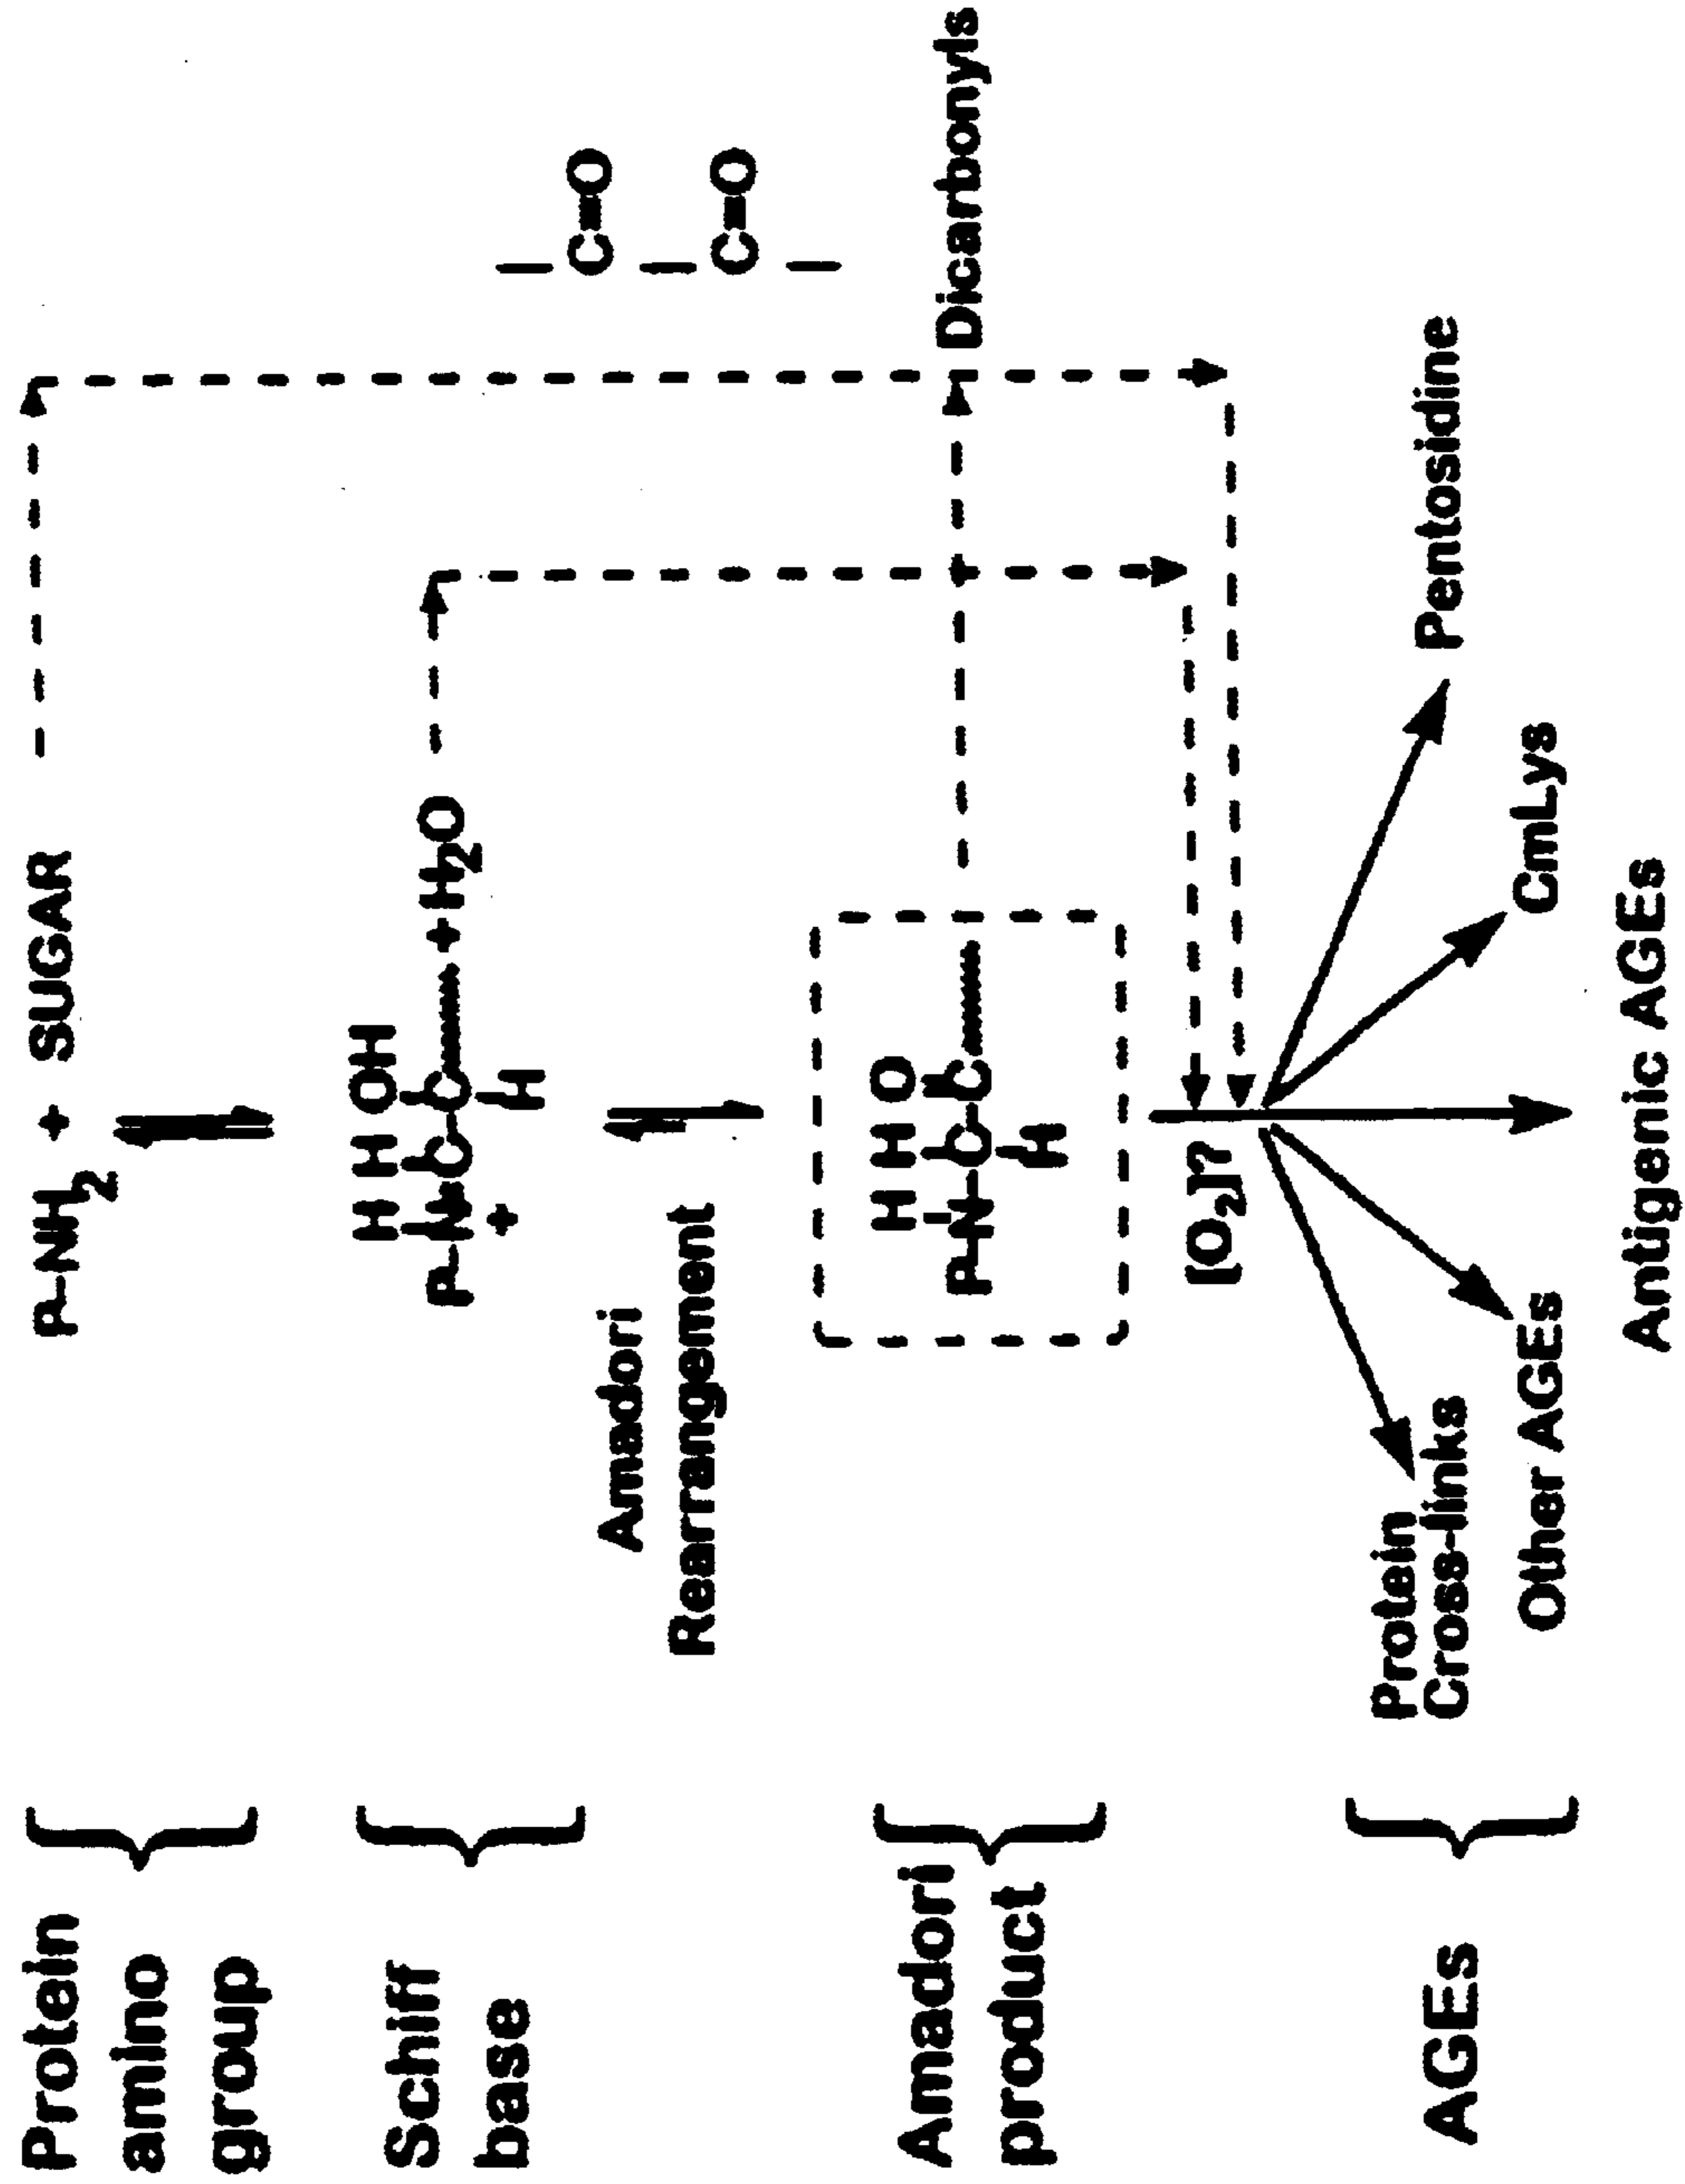 Protein
amino
group
P-NH2 + SUGAR
Schiff
base
H H OH
P-N=C-C + H2O
+ H
C=O
C=O
Amadori
Rearrangement
Amadori
product
H H O
P-N-C-C
H
Dicarbonyls
[O2]?
AGEs
Protein
Cross-links
Other AGEs
Antigenic AGEs
CmLys
Pentosidine